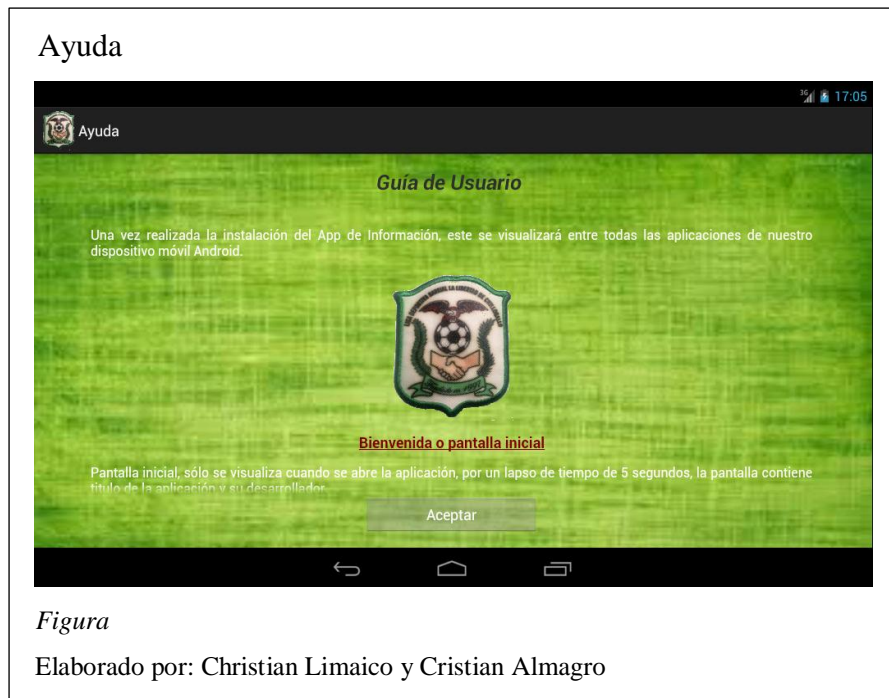 Ayuda
3G 17:05
Ayuda
Guía de Usuario
Una vez realizada la instalación del App de Información, este se visualizará entre todas las aplicaciones de nuestro
dispositivo móvil Android.
Bienvenida o pantalla inicial
Pantalla inicial, sólo se visualiza cuando se abre la aplicación, por un lapso de tiempo de 5 segundos, la pantalla contiene
titulo de la aplicación y su desarrollador
Aceptar
Figura
Elaborado por: Christian Limaico y Cristian Almagro